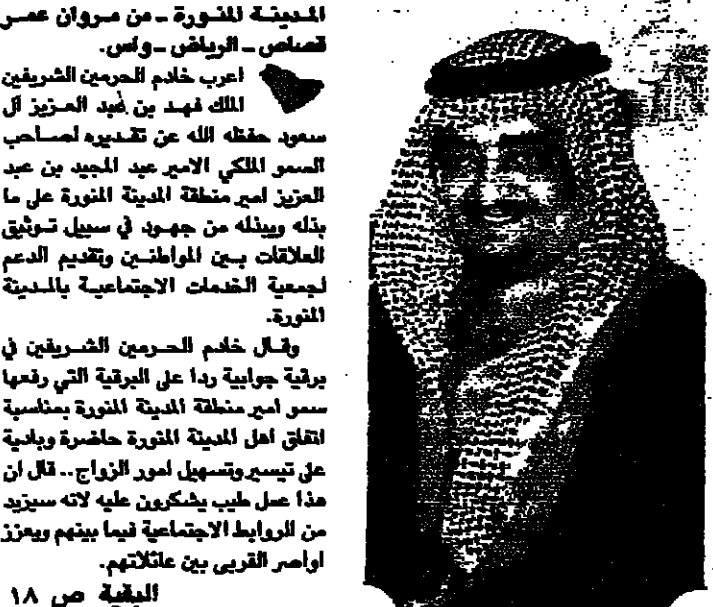 المدينة المنورة ـ من مروان عمر
قصاص ـ الرياض ـ واس.
اعرب خادم الحرمين الشريفين
الملك فهد بن عبد العزيز آل
سعود حفظه الله عن تقديره لصاحب
السمو الملكي الامير عبد المجيد بن عبد
العزيز امير منطقة المدينة المنورة على ما
بذله ويبذله من جهود في سبيل توثيق
العلاقات بين المواطنين وتقديم الدعم
لجمعية الخدمات الاجتماعية بالمدينة
المنورة.
وقال خادم الحرمين الشريفين في
برقية جوابية ردا على البرقية التي رفعها
سمو امير منطقة المدينة المنورة بمناسبة
اتفاق اهل المدينة المنورة حاضرة وبادية
على تيسير وتسهيل امور الزواج.. قال ان
هذا عمل طيب يشكرون عليه لانه سيزيد
من الروابط الاجتماعية فيما بينهم ويعزز
اواصر القربى بين عائلاتهم.
البقية ص ١٨